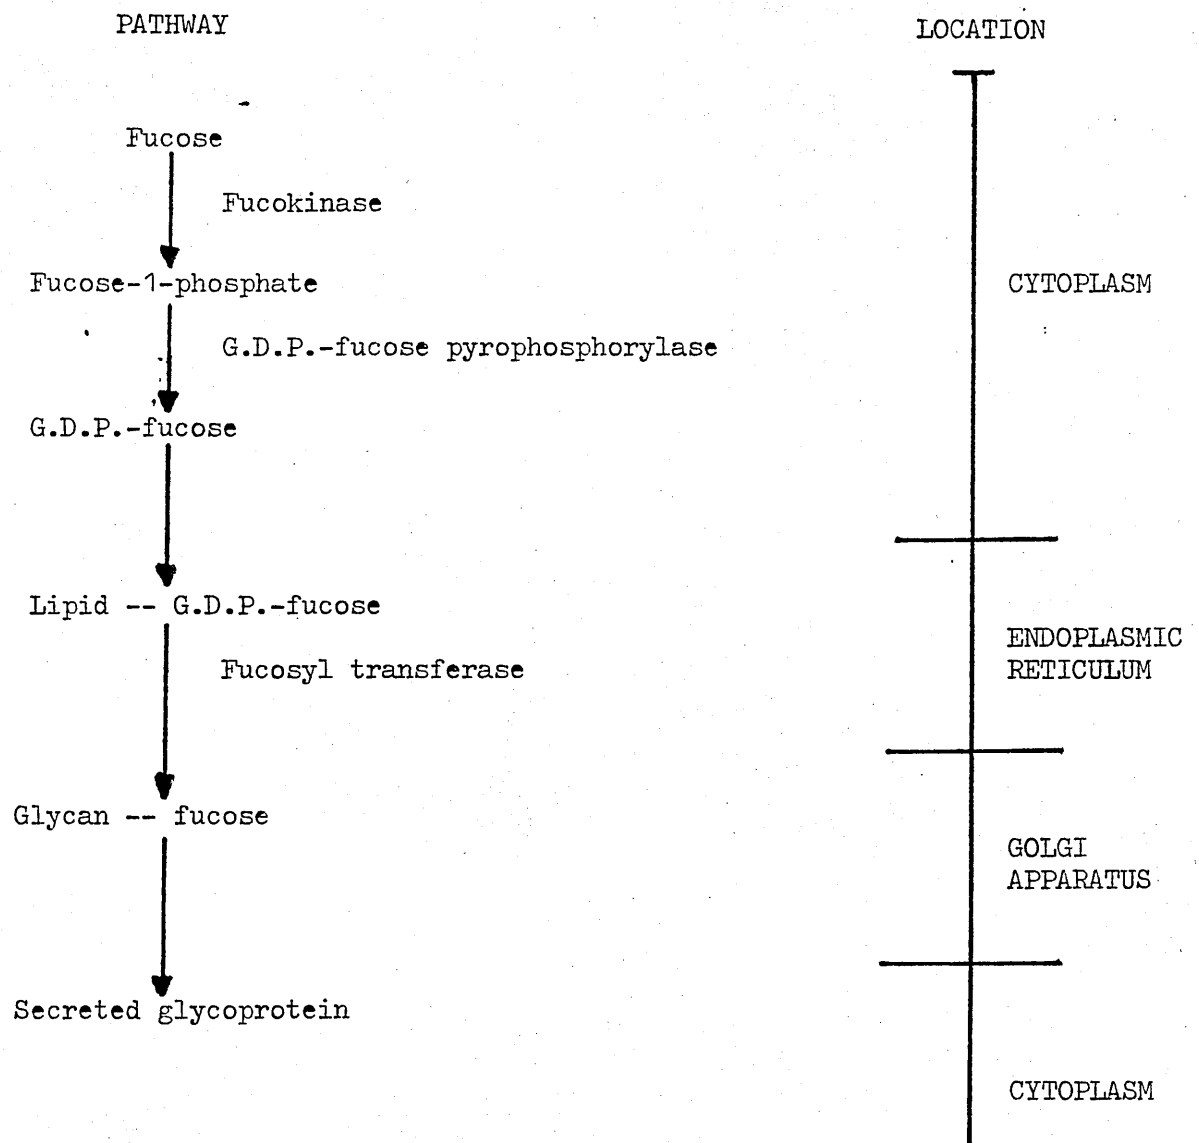 PATHWAY
LOCATION
Fucose
Fucokinase
Fucose-1-phosphate
CYTOPLASM
G.D.P.-fucose pyrophosphorylase
G.D.P.-fucose
Lipid -- G.D.P.-fucose
ENDOPLASMIC
RETICULUM
Fucosyl transferase
Glycan -- fucose
GOLGI
APPARATUS
Secreted glycoprotein
CYTOPLASM